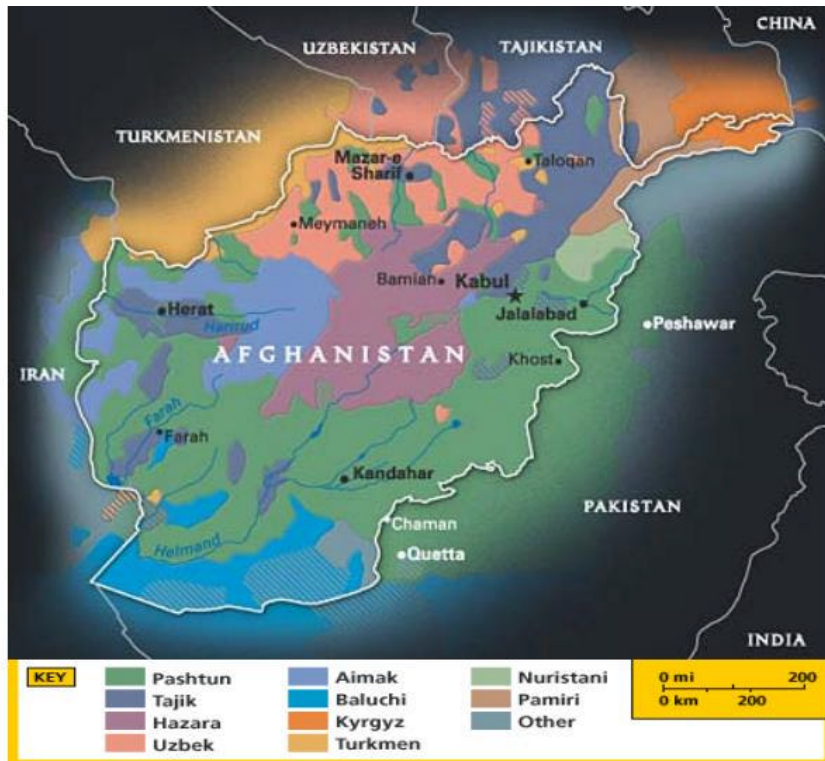 UZBEKISTAN
TAJIKISTAN
CHINA
TURKMENISTAN
Mazar-e
Sharif
Taloqan
Meymaneh
Bamian
Kabul
Herat
Harirud
Jalalabad
Peshawar
AFGHANISTAN
Khost
IRAN
Farah
Farah
Kandahar
PAKISTAN
Chaman
Helmand
Quetta
INDIA
KEY
Pashtun
Tajik
Hazara
Uzbek
Aimak
Baluchi
Kyrgyz
Turkmen
Nuristani
Pamiri
Other
0 mi 200
0 km 200